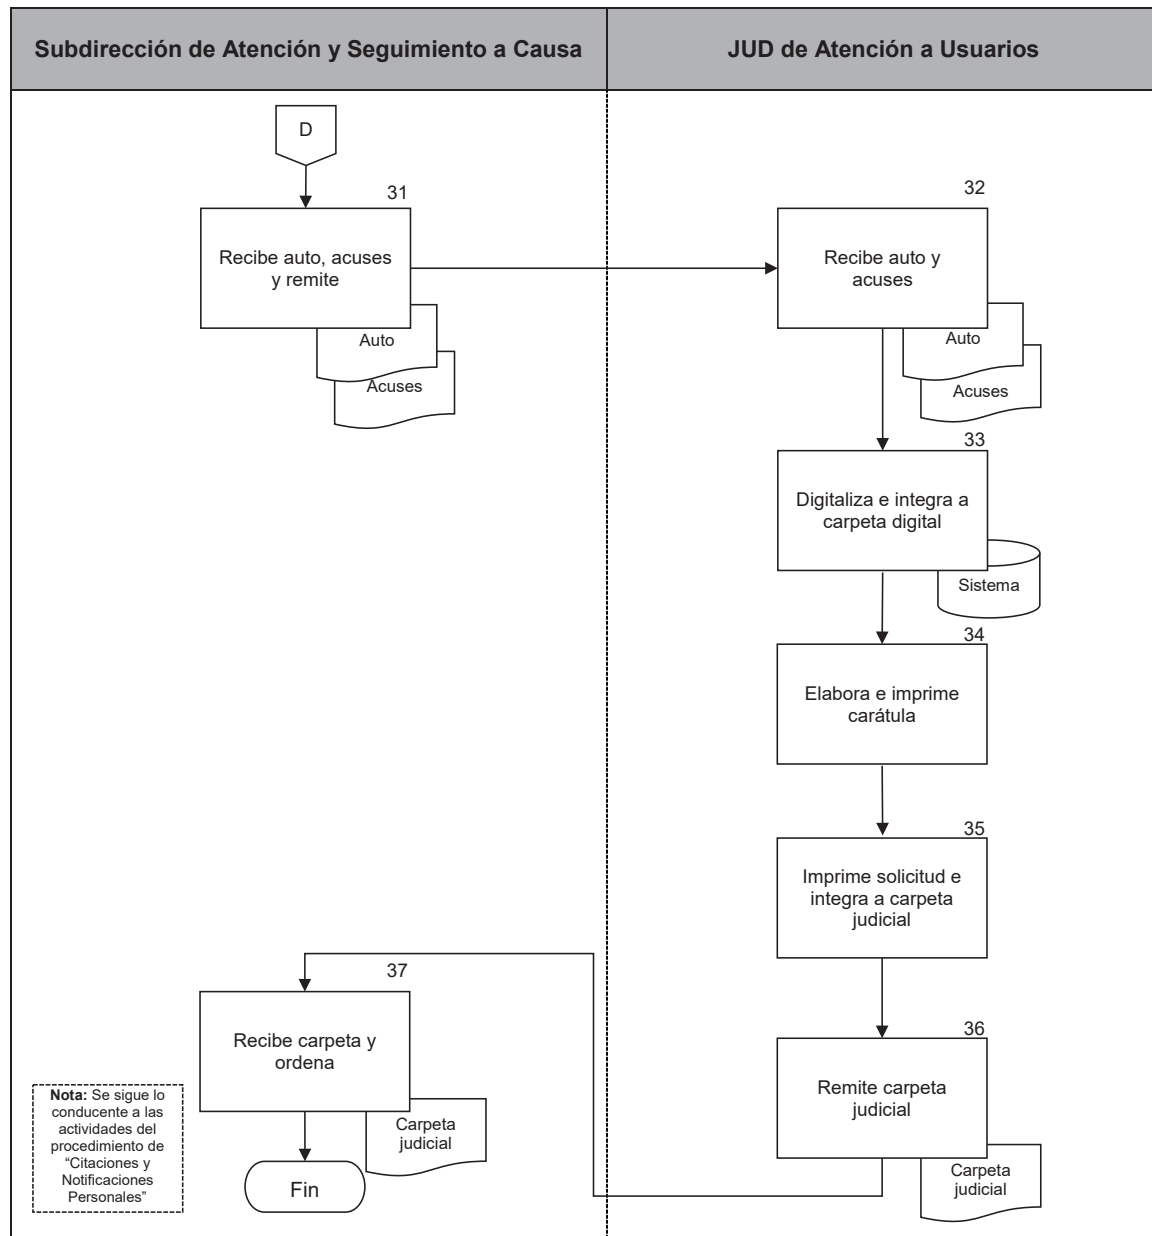 Subdirección de Atención y Seguimiento a Causa
JUD de Atención a Usuarios
D
31
Recibe auto, acuses
y remite
Auto
Acuses
32
Recibe auto y
acuses
Auto
Acuses
33
Digitaliza e integra a
carpeta digital
Sistema
34
Elabora e imprime
carátula
35
Imprime solicitud e
integra a carpeta
judicial
36
Remite carpeta
judicial
Carpeta
judicial
37
Recibe carpeta y
ordena
Carpeta
judicial
Fin
Nota: Se sigue lo
conducente a las
actividades del
procedimiento de
“Citaciones y
Notificaciones
Personales”